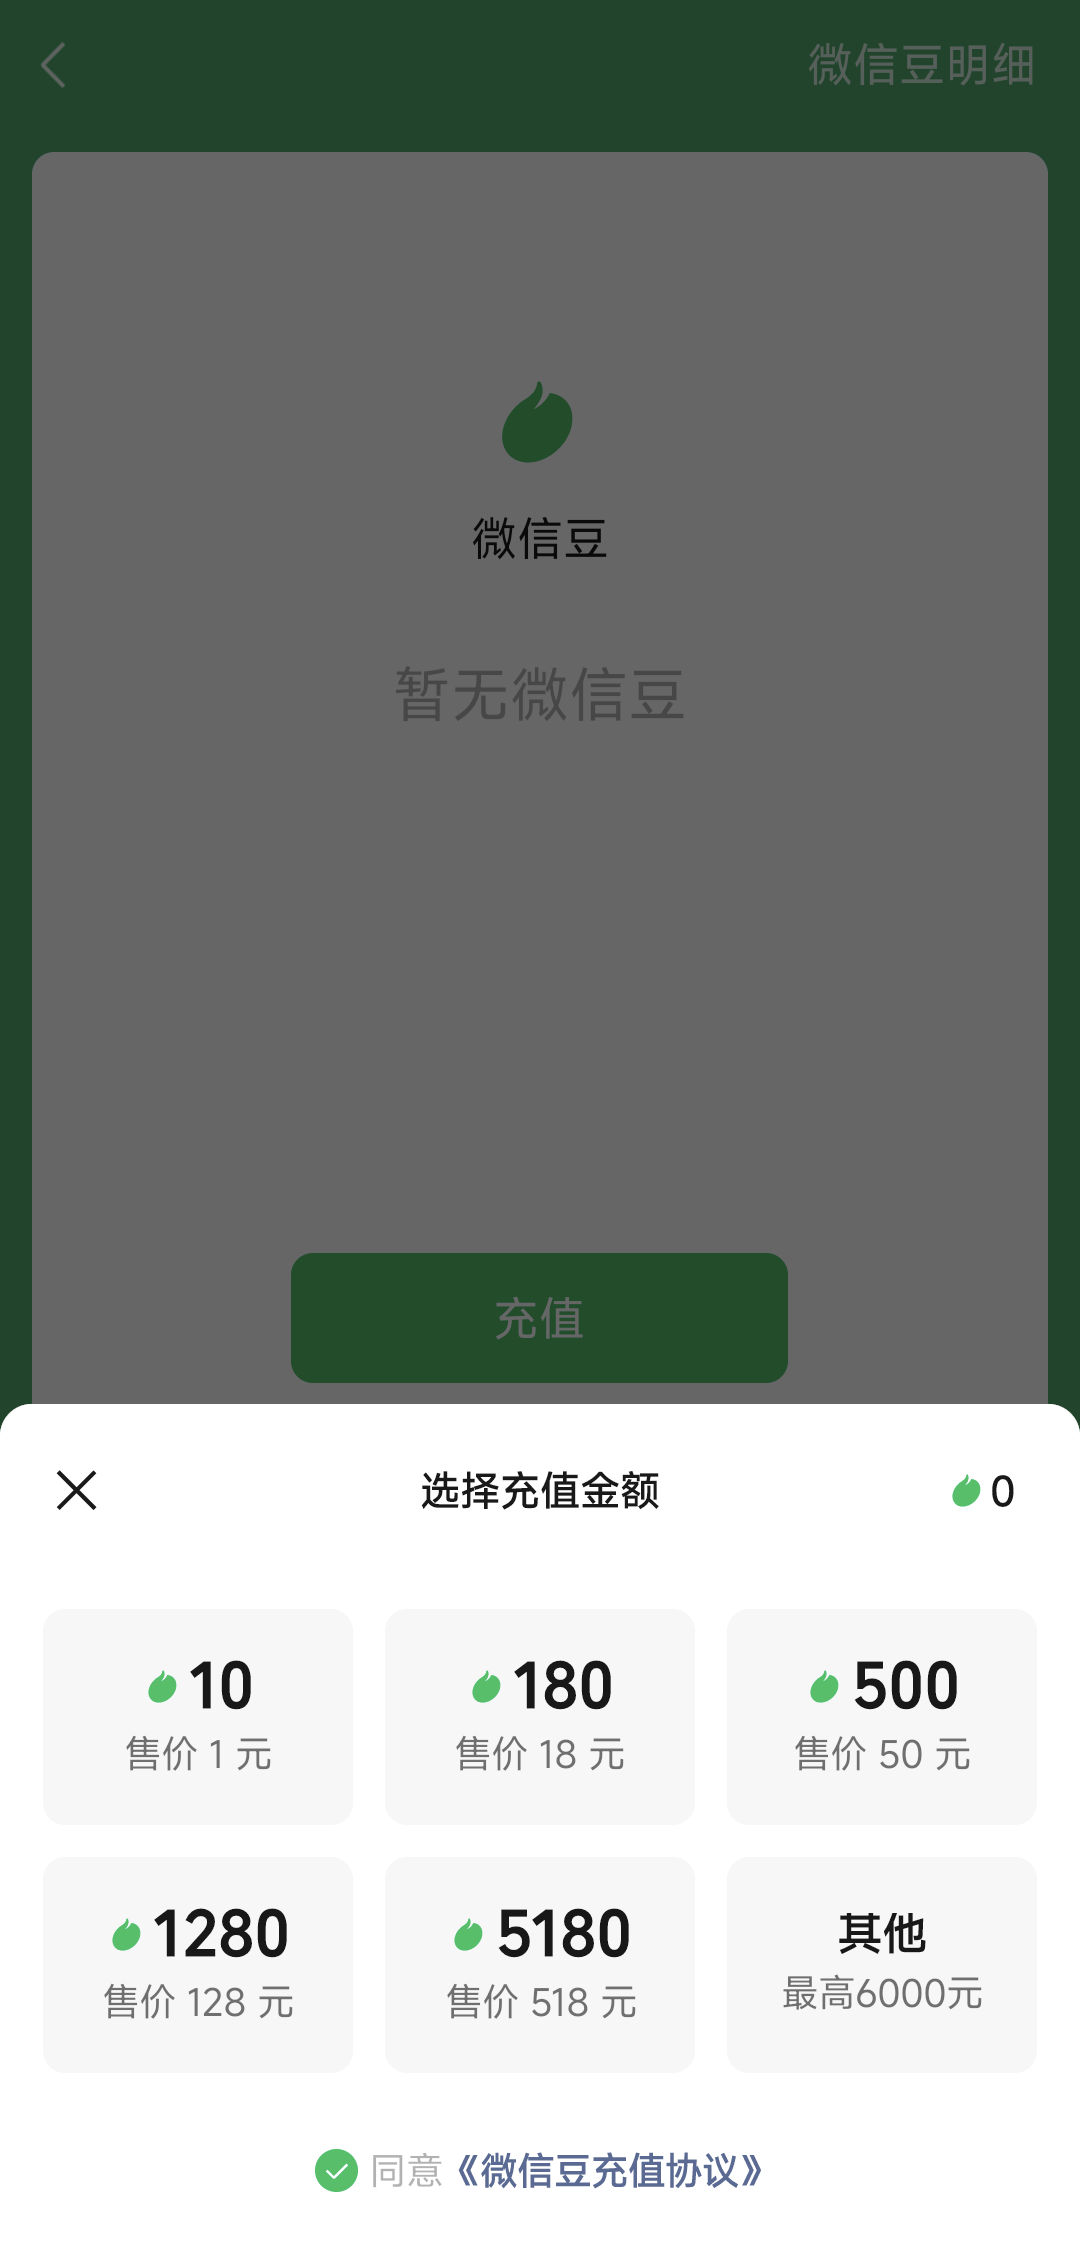 微信豆明细
微信豆
暂无微信豆
充值
选择充值金额
0
10
售价 1 元
180
售价 18 元
500
售价 50 元
1280
售价 128 元
5180
售价 518 元
其他
最高6000元
同意《微信豆充值协议》